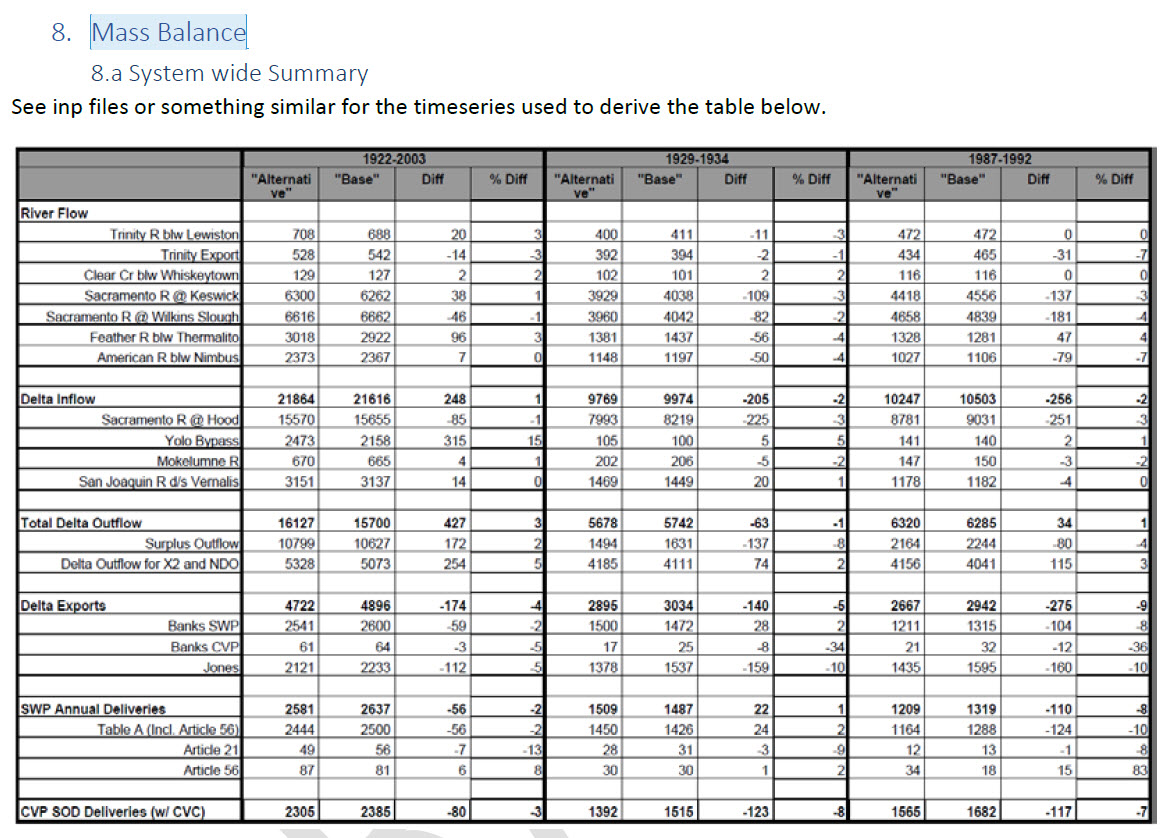 8. Mass Balance
8.a System wide Summary
See inp files or something similar for the timeseries used to derive the table below.
1922-2003 1929-1934 1987-1992
"Alternati ve" "Base" Diff % Diff "Alternati ve" "Base" Diff % Diff "Alternati ve" "Base" Diff % Diff
River Flow
Trinity R blw Lewiston 708 688 20 3 400 411 -11 -3 472 472 0 0
Trinity Export 528 542 -14 -3 392 394 -2 -1 434 465 -31 -7
Clear Cr blw Whiskeytown 129 127 2 2 102 101 2 2 116 116 0 0
Sacramento R @ Keswick 6300 6262 38 1 3929 4038 -109 -3 4418 4556 -137 -3
Sacramento R @ Wilkins Slough 6616 6662 -46 -1 3960 4042 -82 -2 4658 4839 -181 -4
Feather R blw Thermalito 3018 2922 96 3 1381 1437 -56 -4 1328 1281 47 4
American R blw Nimbus 2373 2367 7 0 1148 1197 -50 -4 1027 1106 -79 -7
Delta Inflow 21864 21616 248 1 9769 9974 -205 -2 10247 10503 -256 -2
Sacramento R @ Hood 15570 15655 -85 -1 7993 8219 -225 -3 8781 9031 -251 -3
Yolo Bypass 2473 2158 315 15 105 100 5 5 141 140 2 1
Mokelumne R 670 665 4 1 202 206 -5 -2 147 150 -3 -2
San Joaquin R d/s Vernalis 3151 3137 14 0 1469 1449 20 1 1178 1182 -4 0
Total Delta Outflow 16127 15700 427 3 5678 5742 -63 -1 6320 6285 34 1
Surplus Outflow 10799 10627 172 2 1494 1631 -137 -8 2164 2244 -80 -4
Delta Outflow for X2 and NDO 5328 5073 254 5 4185 4111 74 2 4156 4041 115 3
Delta Exports 4722 4896 -174 -4 2895 3034 -140 -5 2667 2942 -275 -9
Banks SWP 2541 2600 -59 -2 1500 1472 28 2 1211 1315 -104 -8
Banks CVP 61 64 -3 -5 17 25 -8 -34 21 32 -12 -36
Jones 2121 2233 -112 -5 1378 1537 -159 -10 1435 1595 -160 -10
SWP Annual Deliveries 2581 2637 -56 -2 1509 1487 22 1 1209 1319 -110 -8
Table A (Incl. Article 56) 2444 2500 -56 -2 1450 1426 24 2 1164 1288 -124 -10
Article 21 49 56 -7 -13 28 31 -3 -9 12 13 -1 -8
Article 56 87 81 6 8 30 30 1 2 34 18 15 83
CVP SOD Deliveries (w/ CVC) 2305 2385 -80 -3 1392 1515 -123 -8 1565 1682 -117 -7